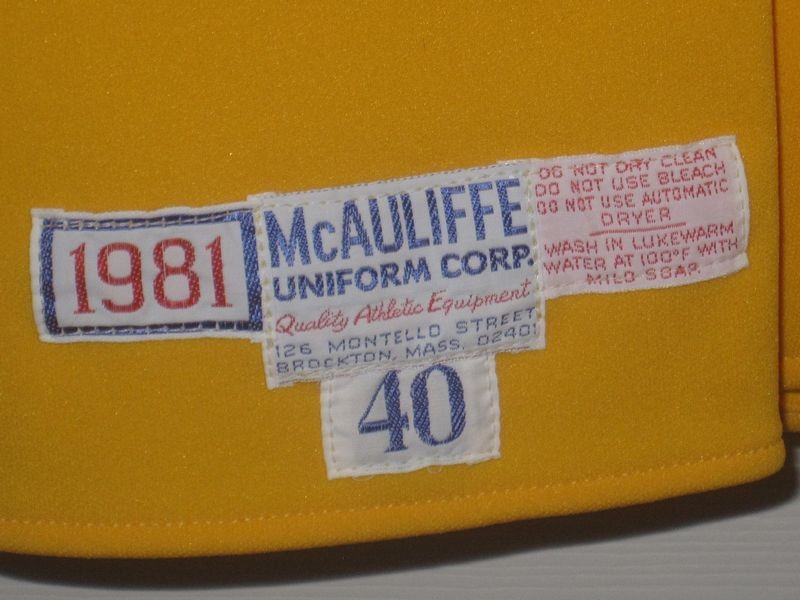 1981
McAULIFFE
UNIFORM CORP.
Quality Athletic Equipment
126 MONTELLO STREET
BROCKTON, MASS. 02401
40
DO NOT DRY CLEAN
DO NOT USE BLEACH
DO NOT USE AUTOMATIC
DRYER
WASH IN LUKEWARM
WATER AT 100°F WITH
MILD SOAP.